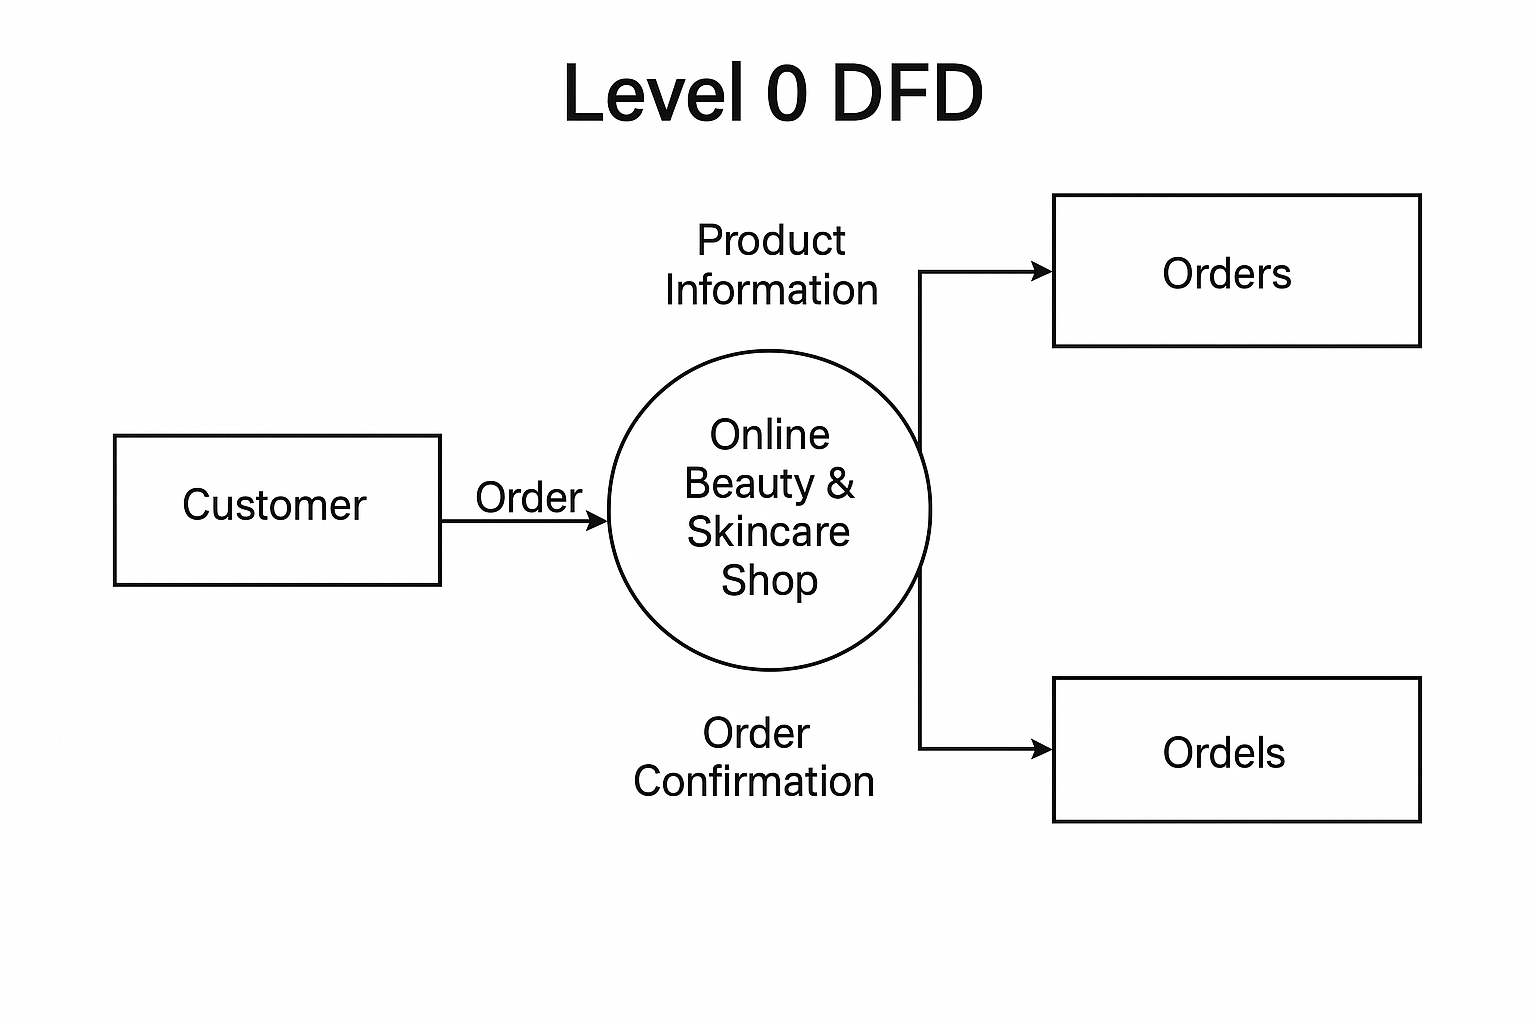 Level 0 DFD
Product
Information
Orders
Customer
Order
Online
Beauty &
Skincare
Shop
Order
Confirmation
Ordels